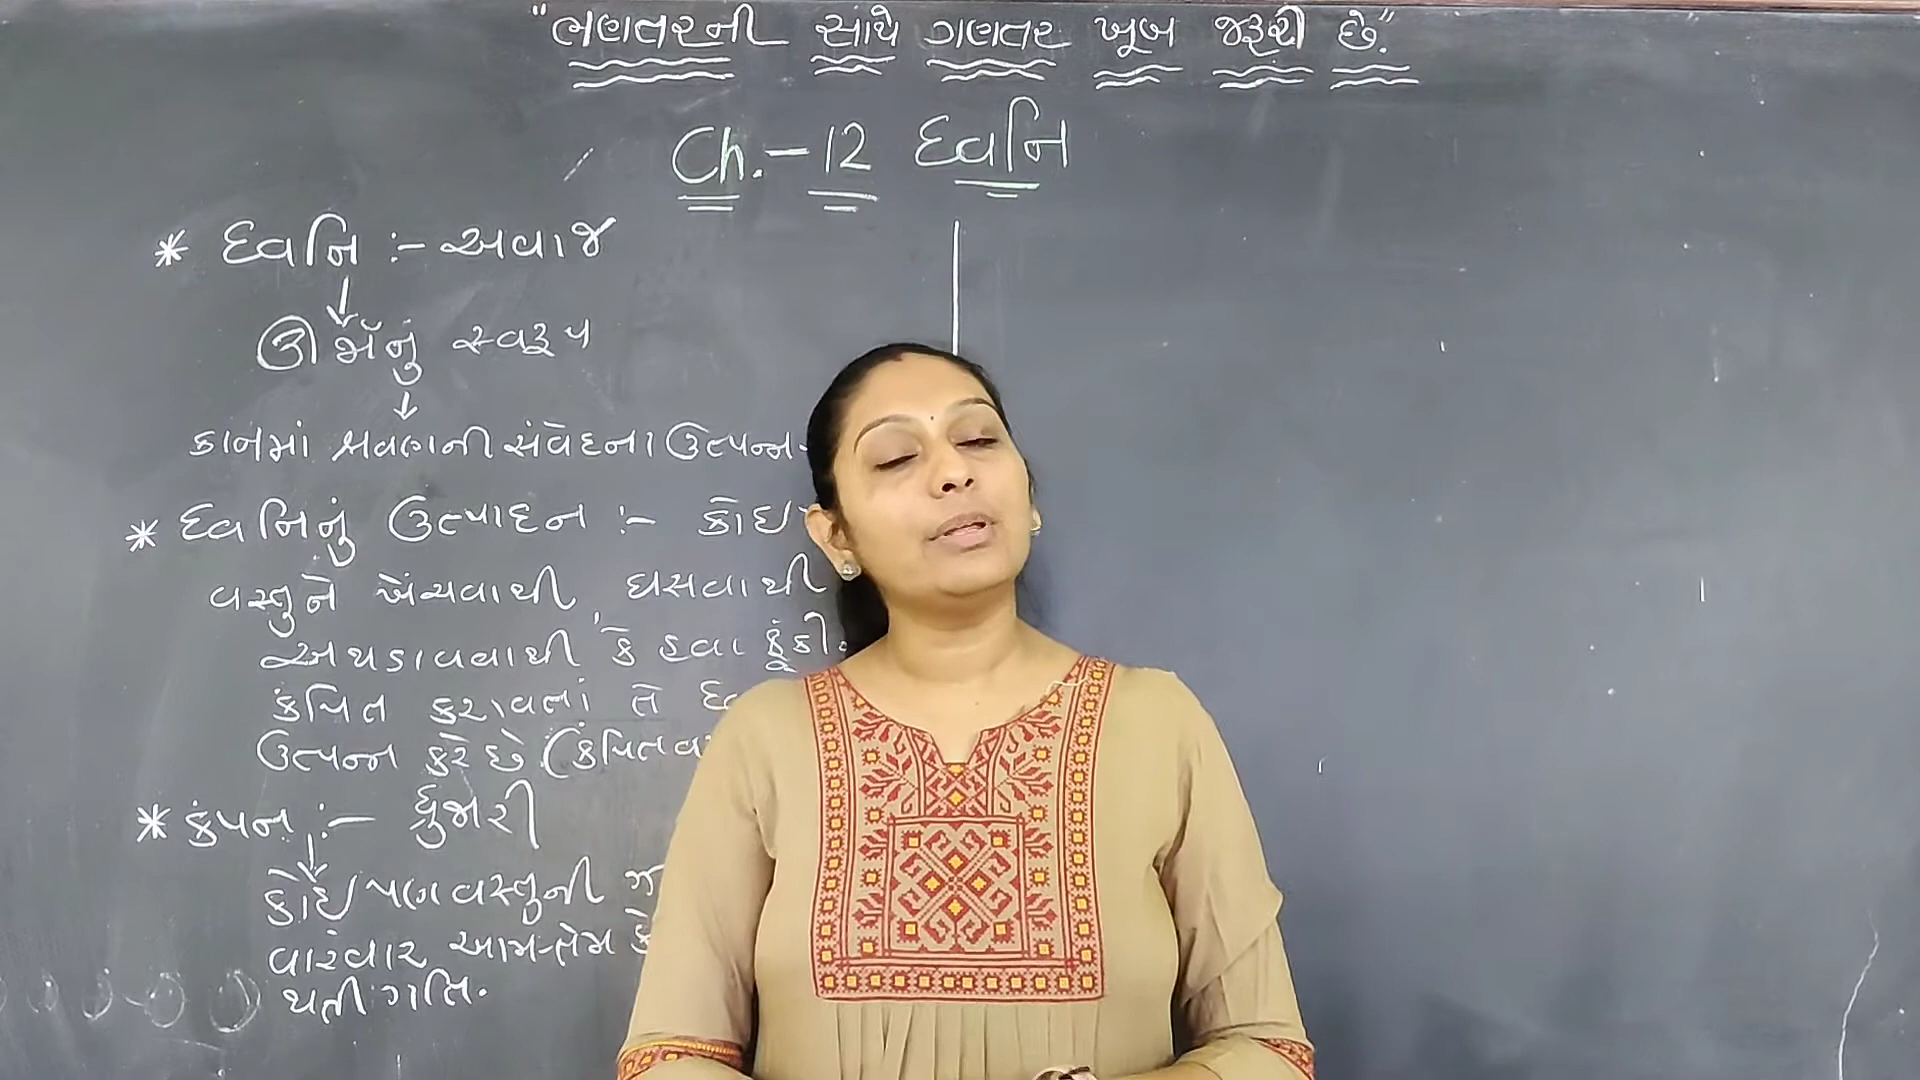 "ભણતરની સાથે ગણતર ખૂબ જરૂરી છે."
Ch.-12 ધ્વનિ
* ધ્વનિ :- અવાજ
↓
ઊર્જાનું સ્વરૂપ
↓
કાનમાં શ્રવણની સંવેદના ઉત્પન્ન
* ધ્વનિનું ઉત્પાદન :- કોઇ
વસ્તુને ખેંચવાથી, ઘસવાથી
અથડાવવાથી કે હવા ફૂંકી
કંપિત કરાવતાં તે
ઉત્પન્ન કરે છે. (કંપિત
* કંપન :- ધ્રુજારી
↓
કોઇપણ વસ્તુની
વારંવાર આમ-તેમ
થતી ગતિ.